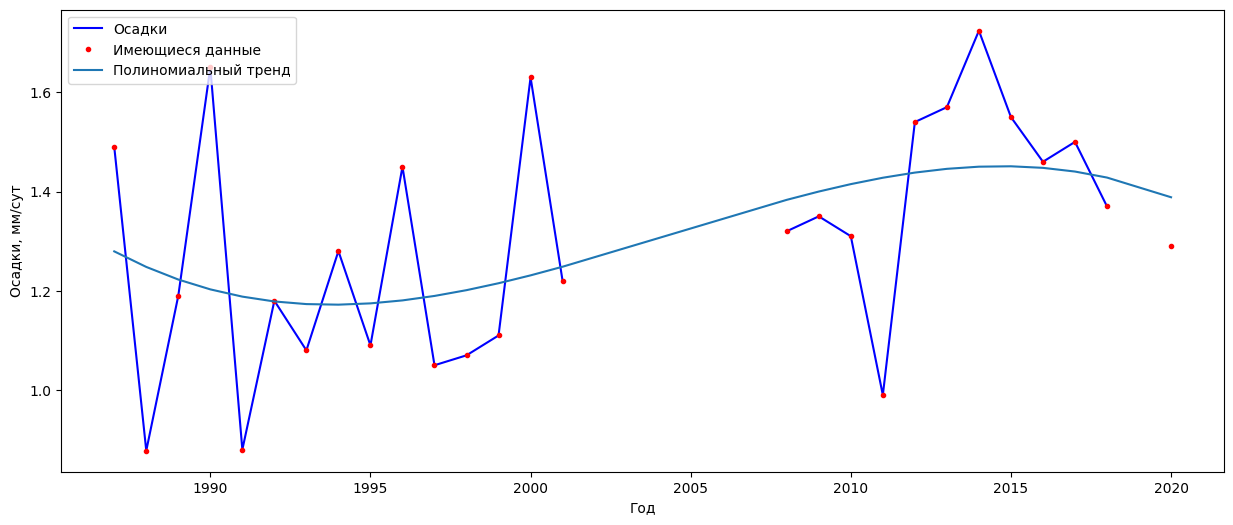 Осадки
Имеющиеся данные
Полиномиальный тренд
Осадки, мм/сут
1.6
1.4
1.2
1.0
1990 1995 2000 2005 2010 2015 2020
Год